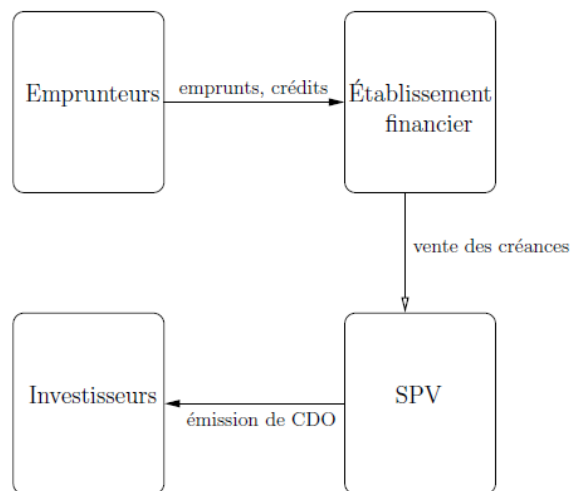 Emprunteurs
emprunts, crédits
Établissement
financier
vente des créances
Investisseurs
émission de CDO
SPV